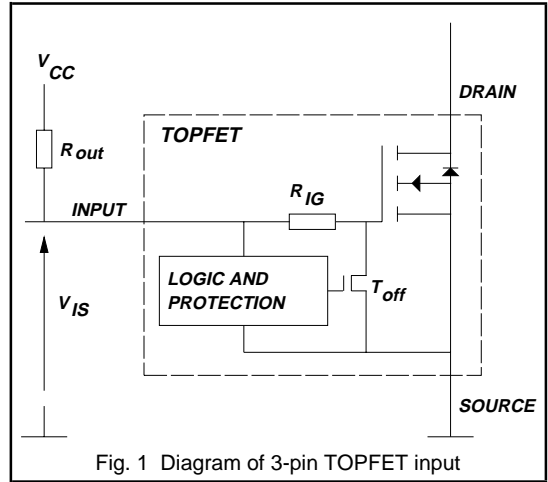 V_CC
DRAIN
TOPFET
R_out
R_IG
INPUT
LOGIC AND
PROTECTION
T_off
V_IS
SOURCE
Fig. 1 Diagram of 3-pin TOPFET input